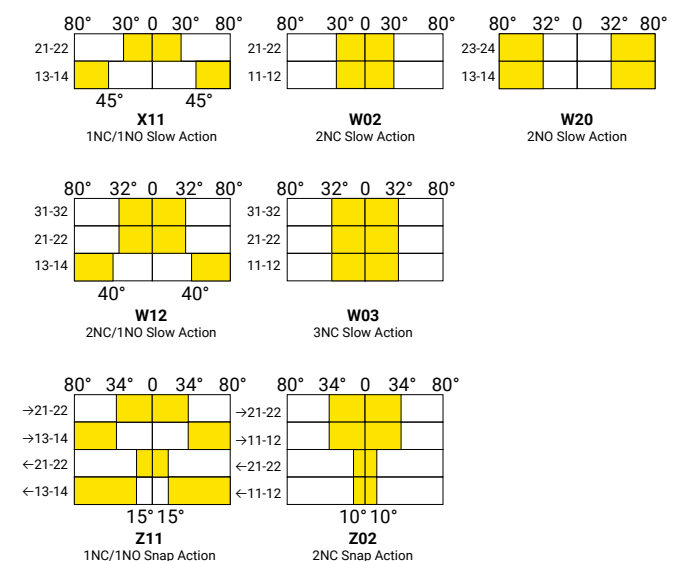 80° 30° 0 30° 80°
21-22
13-14
45° 45°
X11
1NC/1NO Slow Action
80° 30° 0 30° 80°
21-22
11-12
W02
2NC Slow Action
80° 32° 0 32° 80°
23-24
13-14
W20
2NO Slow Action
80° 32° 0 32° 80°
31-32
21-22
13-14
40° 40°
W12
2NC/1NO Slow Action
80° 32° 0 32° 80°
31-32
21-22
11-12
W03
3NC Slow Action
80° 34° 0 34° 80°
→21-22
→13-14
←21-22
←13-14
15° 15°
Z11
1NC/1NO Snap Action
80° 34° 0 34° 80°
→21-22
→11-12
←21-22
←11-12
10° 10°
Z02
2NC Snap Action